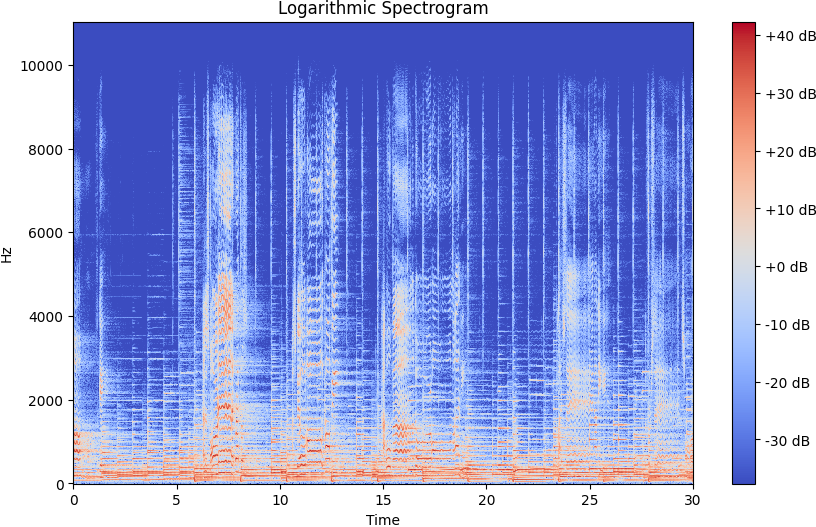 Logarithmic Spectrogram
Hz
10000
8000
6000
4000
2000
0
0 5 10 15 20 25 30
Time
+40 dB
+30 dB
+20 dB
+10 dB
+0 dB
-10 dB
-20 dB
-30 dB